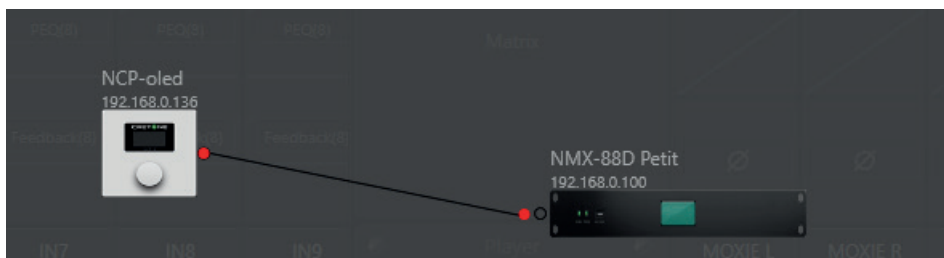 PEQ(8) PEQ(8) PEQ(8)
Matrix
NCP-oled
192.168.0.136
Feedback(8) Feedback(8)
NMX-88D Petit
192.168.0.100
IN7 IN8 IN9 Player MOXIE L MOXIE R